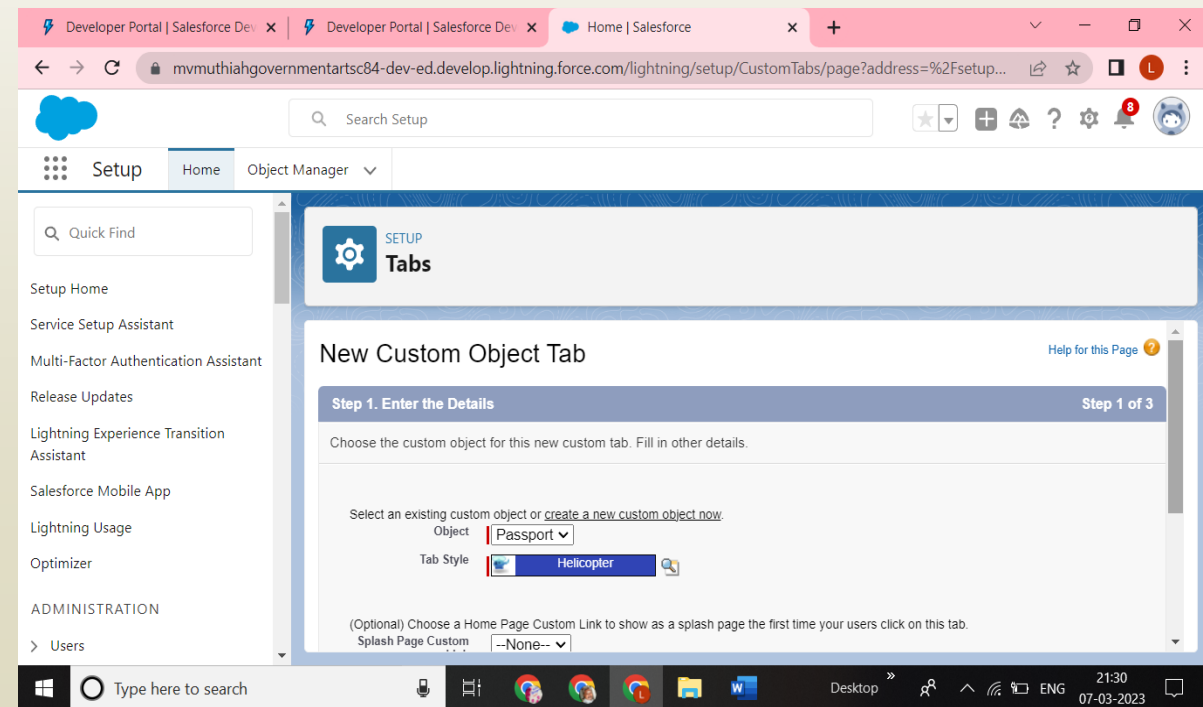 Developer Portal | Salesforce Dev
Developer Portal | Salesforce Dev
Home | Salesforce
mvmuthiahgovernmentartsc84-dev-ed.develop.lightning.force.com/lightning/setup/CustomTabs/page?address=%2Fsetup...
L
Search Setup
8
Setup
Home
Object Manager
Quick Find
Setup Home
Service Setup Assistant
Multi-Factor Authentication Assistant
Release Updates
Lightning Experience Transition
Assistant
Salesforce Mobile App
Lightning Usage
Optimizer
ADMINISTRATION
Users
SETUP
Tabs
New Custom Object Tab
Help for this Page
Step 1. Enter the Details Step 1 of 3
Choose the custom object for this new custom tab. Fill in other details.
Select an existing custom object or create a new custom object now.
Object Passport
Tab Style Helicopter
(Optional) Choose a Home Page Custom Link to show as a splash page the first time your users click on this tab.
Splash Page Custom --None--
Type here to search
Desktop
ENG
21:30
07-03-2023